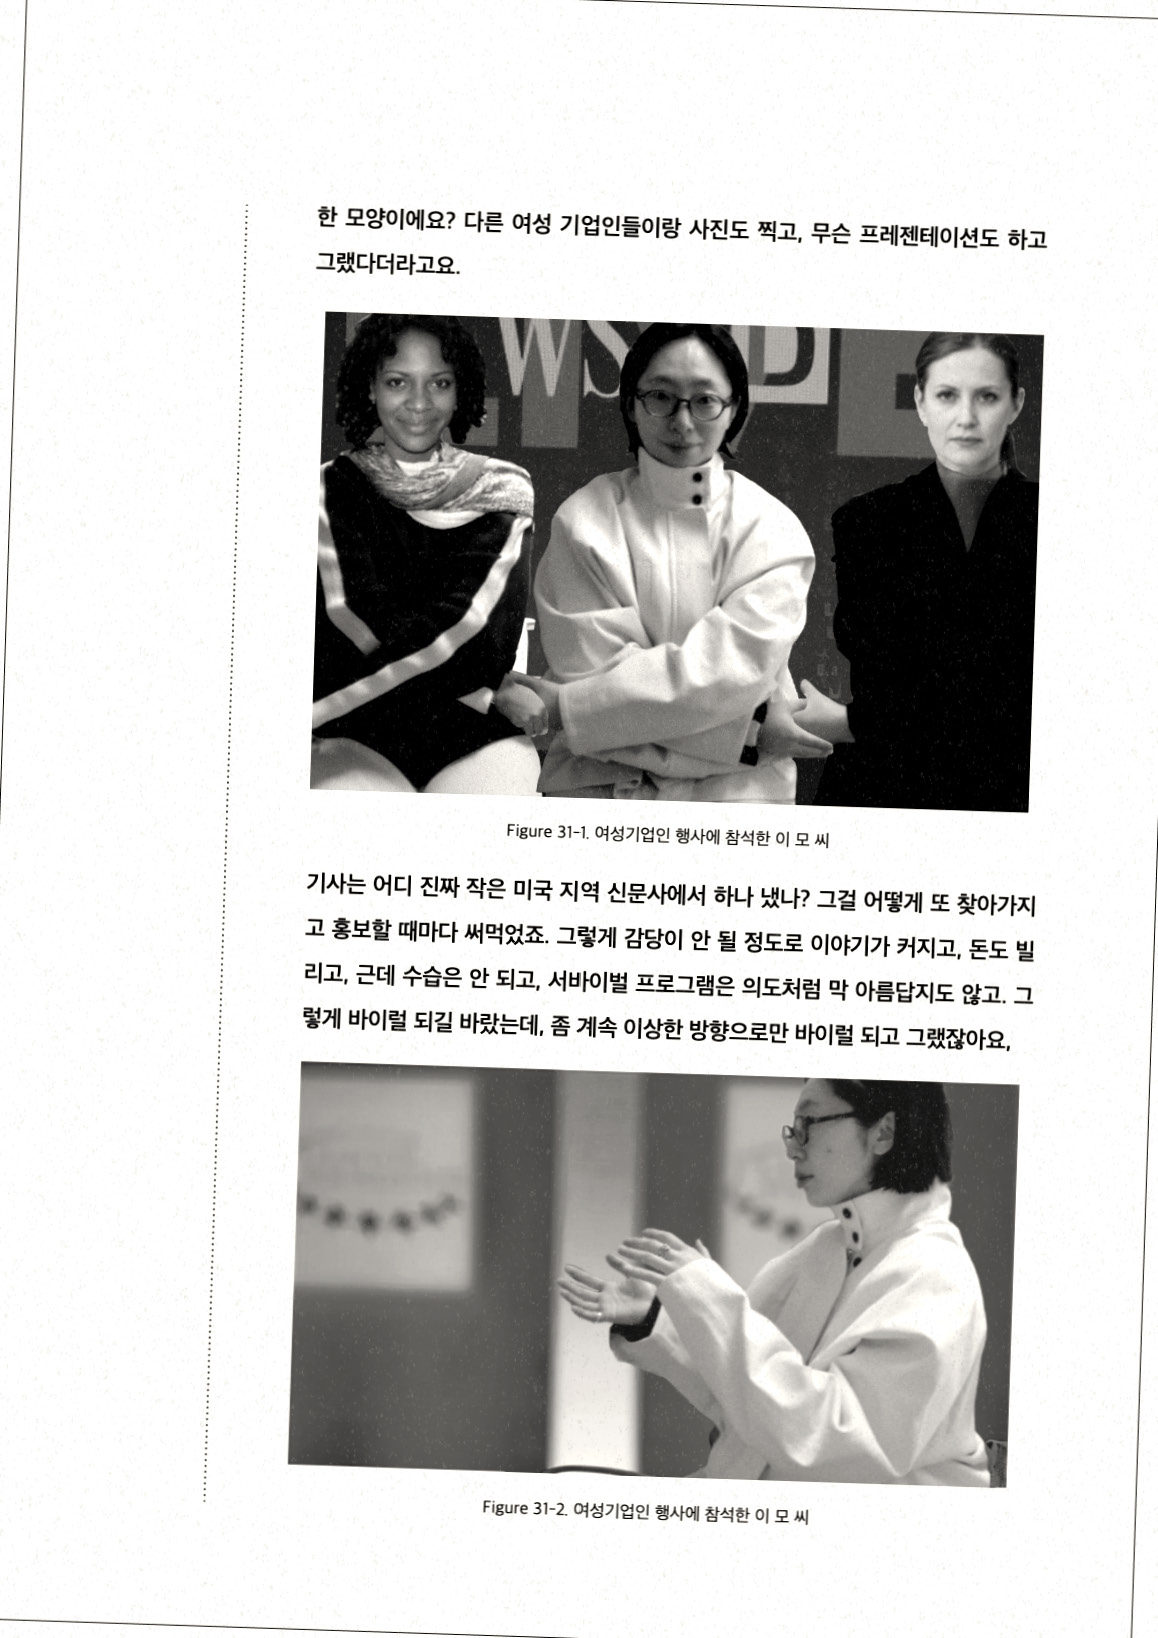 한 모양이에요? 다른 여성 기업인들이랑 사진도 찍고, 무슨 프레젠테이션도 하고
그랬다더라고요.
WS
D
Figure 31-1. 여성기업인 행사에 참석한 이 모 씨
기사는 어디 진짜 작은 미국 지역 신문사에서 하나 냈나? 그걸 어떻게 또 찾아가지
고 홍보할 때마다 써먹었죠. 그렇게 감당이 안 될 정도로 이야기가 커지고, 돈도 빌
리고, 근데 수습은 안 되고, 서바이벌 프로그램은 의도처럼 막 아름답지도 않고. 그
렇게 바이럴 되길 바랐는데, 좀 계속 이상한 방향으로만 바이럴 되고 그랬잖아요,
Figure 31-2. 여성기업인 행사에 참석한 이 모 씨